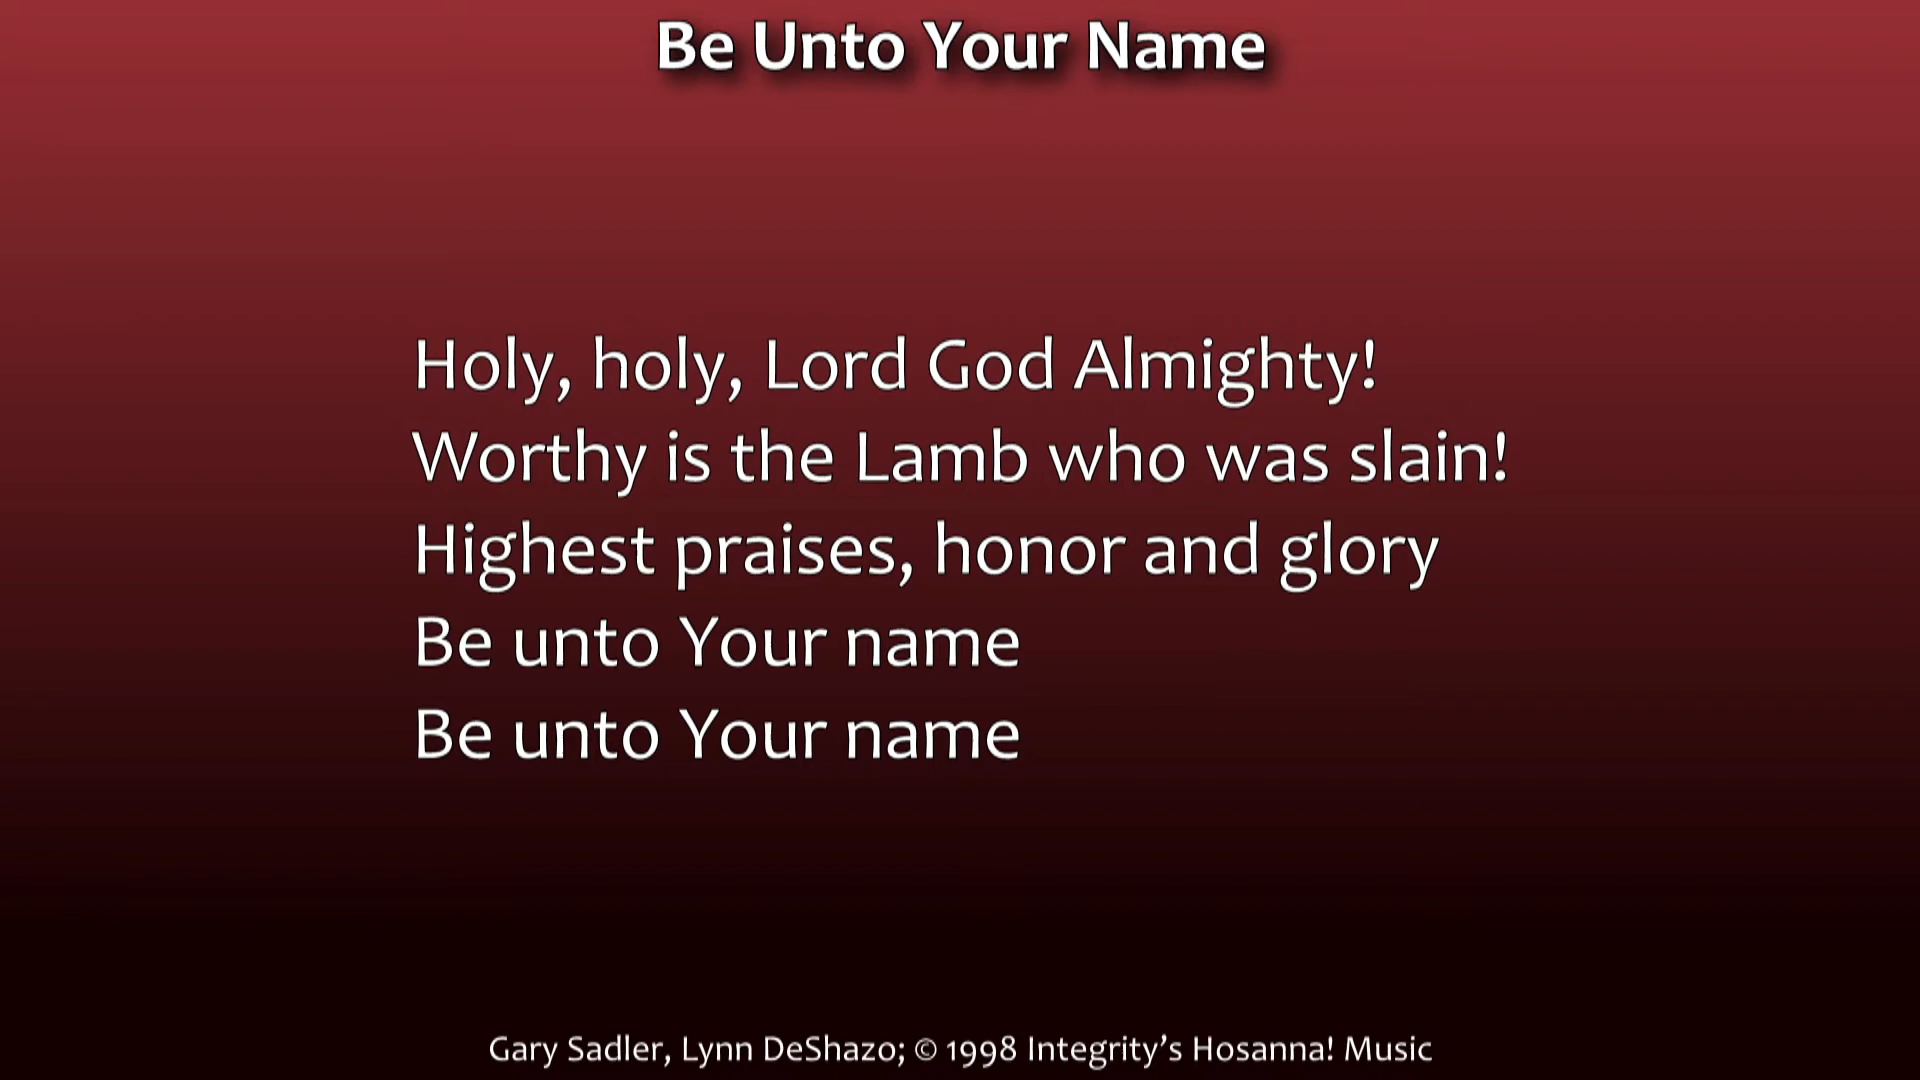 Be Unto Your Name
Holy, holy, Lord God Almighty!
Worthy is the Lamb who was slain!
Highest praises, honor and glory
Be unto Your name
Be unto Your name
Gary Sadler, Lynn DeShazo; © 1998 Integrity’s Hosanna! Music